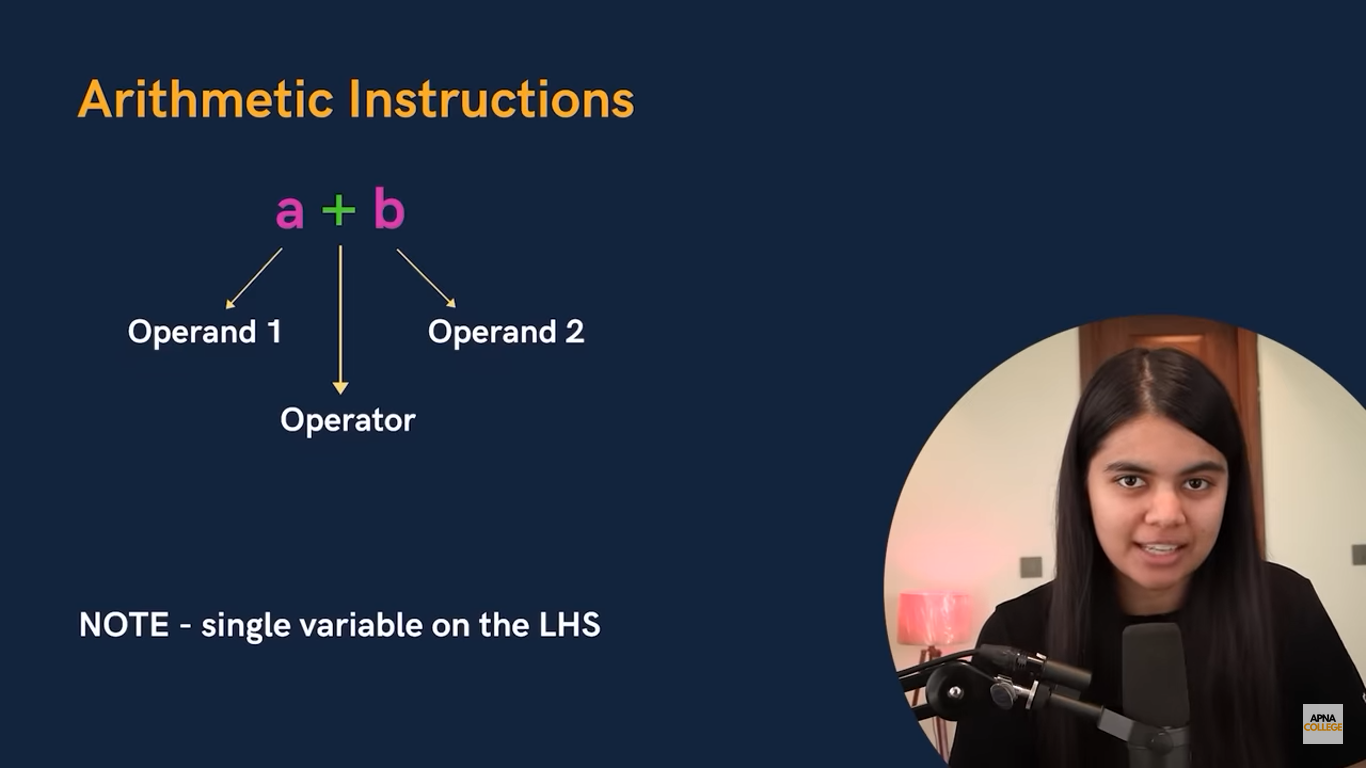 Arithmetic Instructions
a + b
Operand 1
Operand 2
Operator
NOTE - single variable on the LHS
APNA
COLLEGE